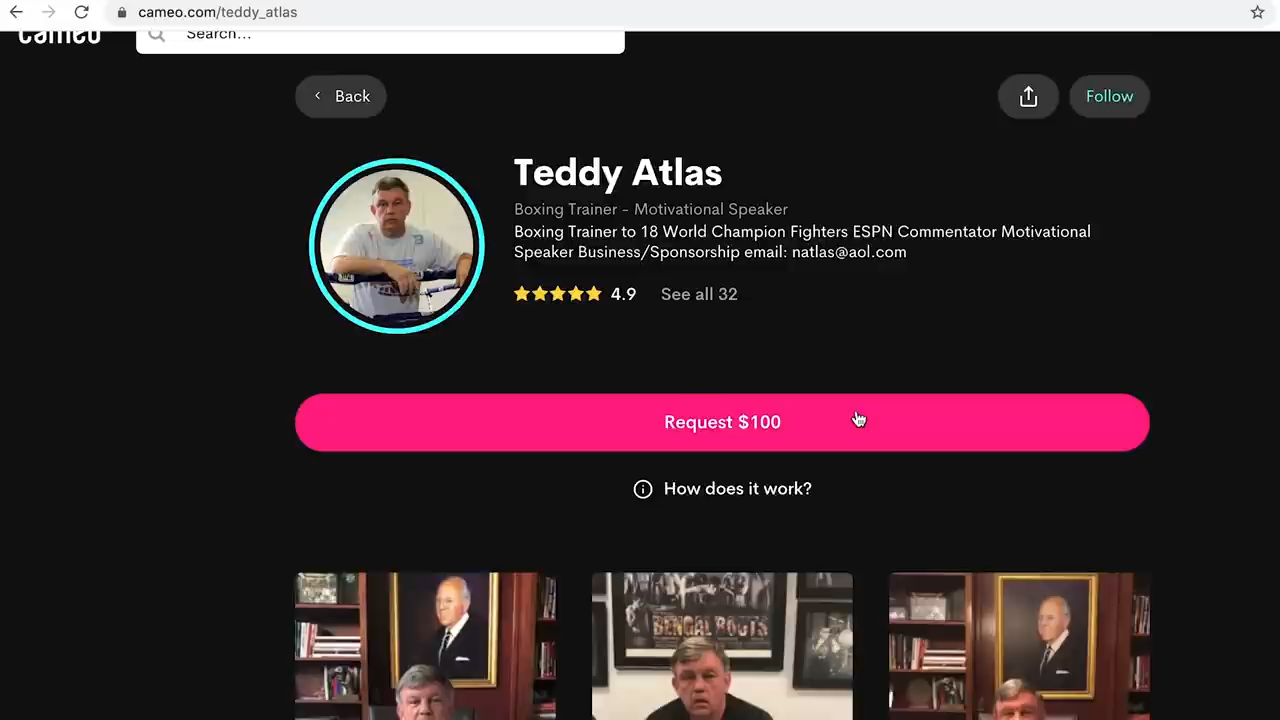 cameo.com/teddy_atlas
cameo
Search...
Back
Follow
Teddy Atlas
Boxing Trainer - Motivational Speaker
Boxing Trainer to 18 World Champion Fighters ESPN Commentator Motivational
Speaker Business/Sponsorship email: natlas@aol.com
4.9 See all 32
Request $100
How does it work?
BENGAL BOUTS